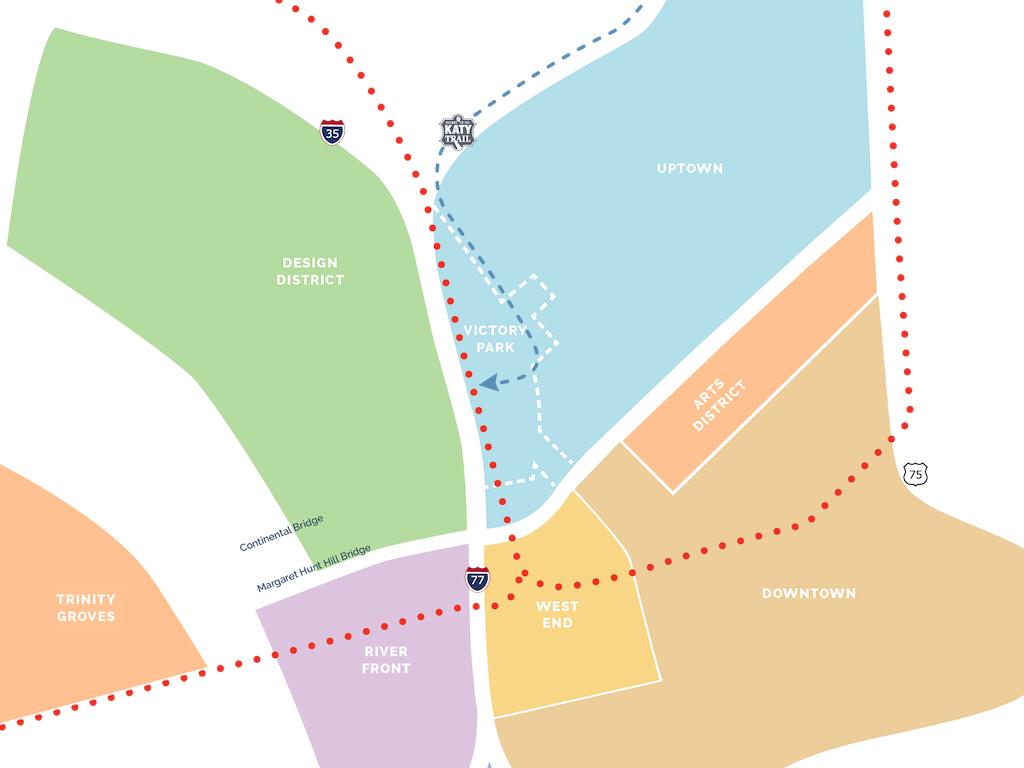 KATY
TRAIL
35
UPTOWN
DESIGN
DISTRICT
VICTORY
PARK
ARTS
DISTRICT
75
Continental Bridge
Margaret Hunt Hill Bridge
77
TRINITY
GROVES
WEST
END
DOWNTOWN
RIVER
FRONT